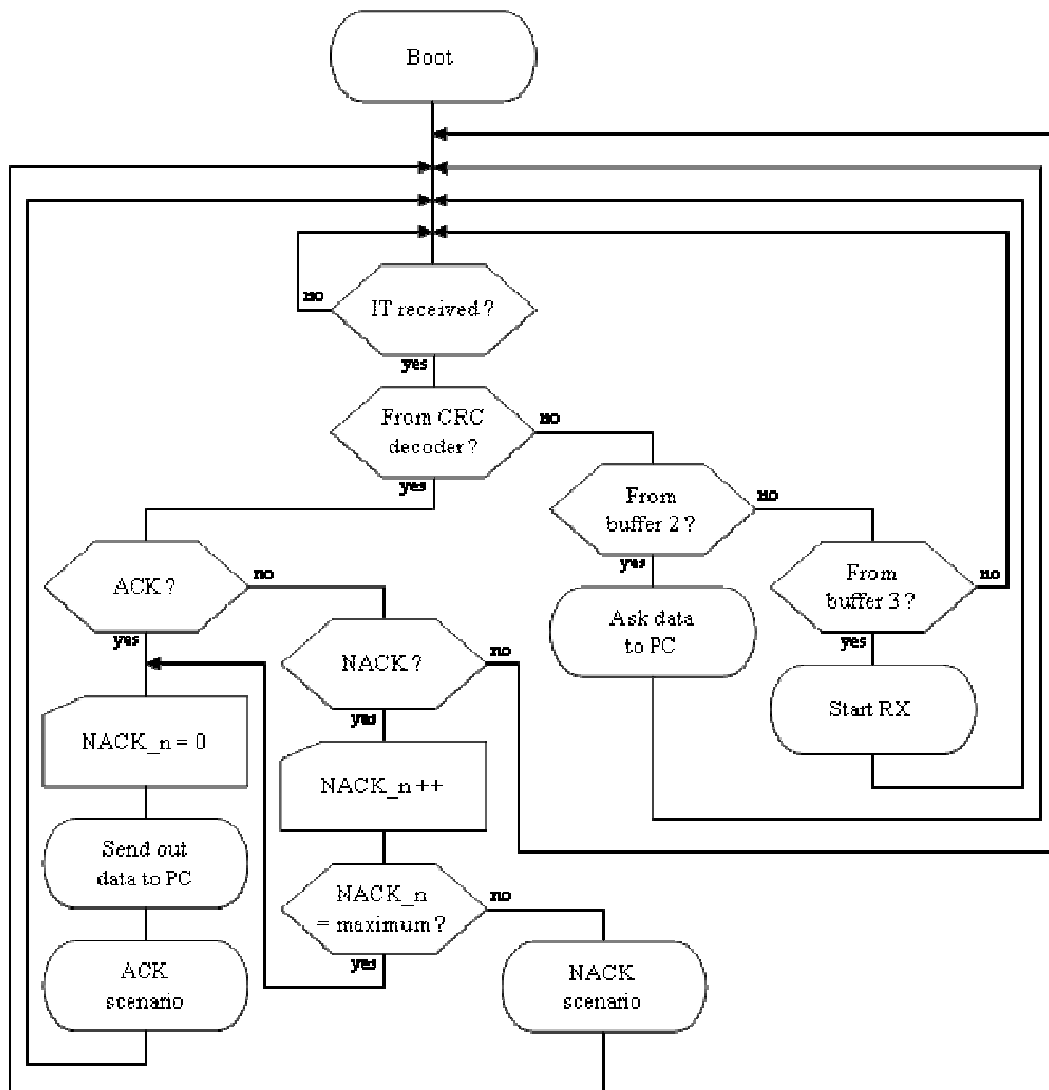 Boot
no
IT received ?
yes
From CRC
decoder ?
no
yes
From
buffer 2 ?
no
yes
ACK ?
no
yes
Ask data
to PC
From
buffer 3 ?
no
yes
NACK ?
no
yes
NACK_n = 0
Start RX
NACK_n ++
Send out
data to PC
NACK_n
= maximum ?
no
yes
ACK
scenario
NACK
scenario